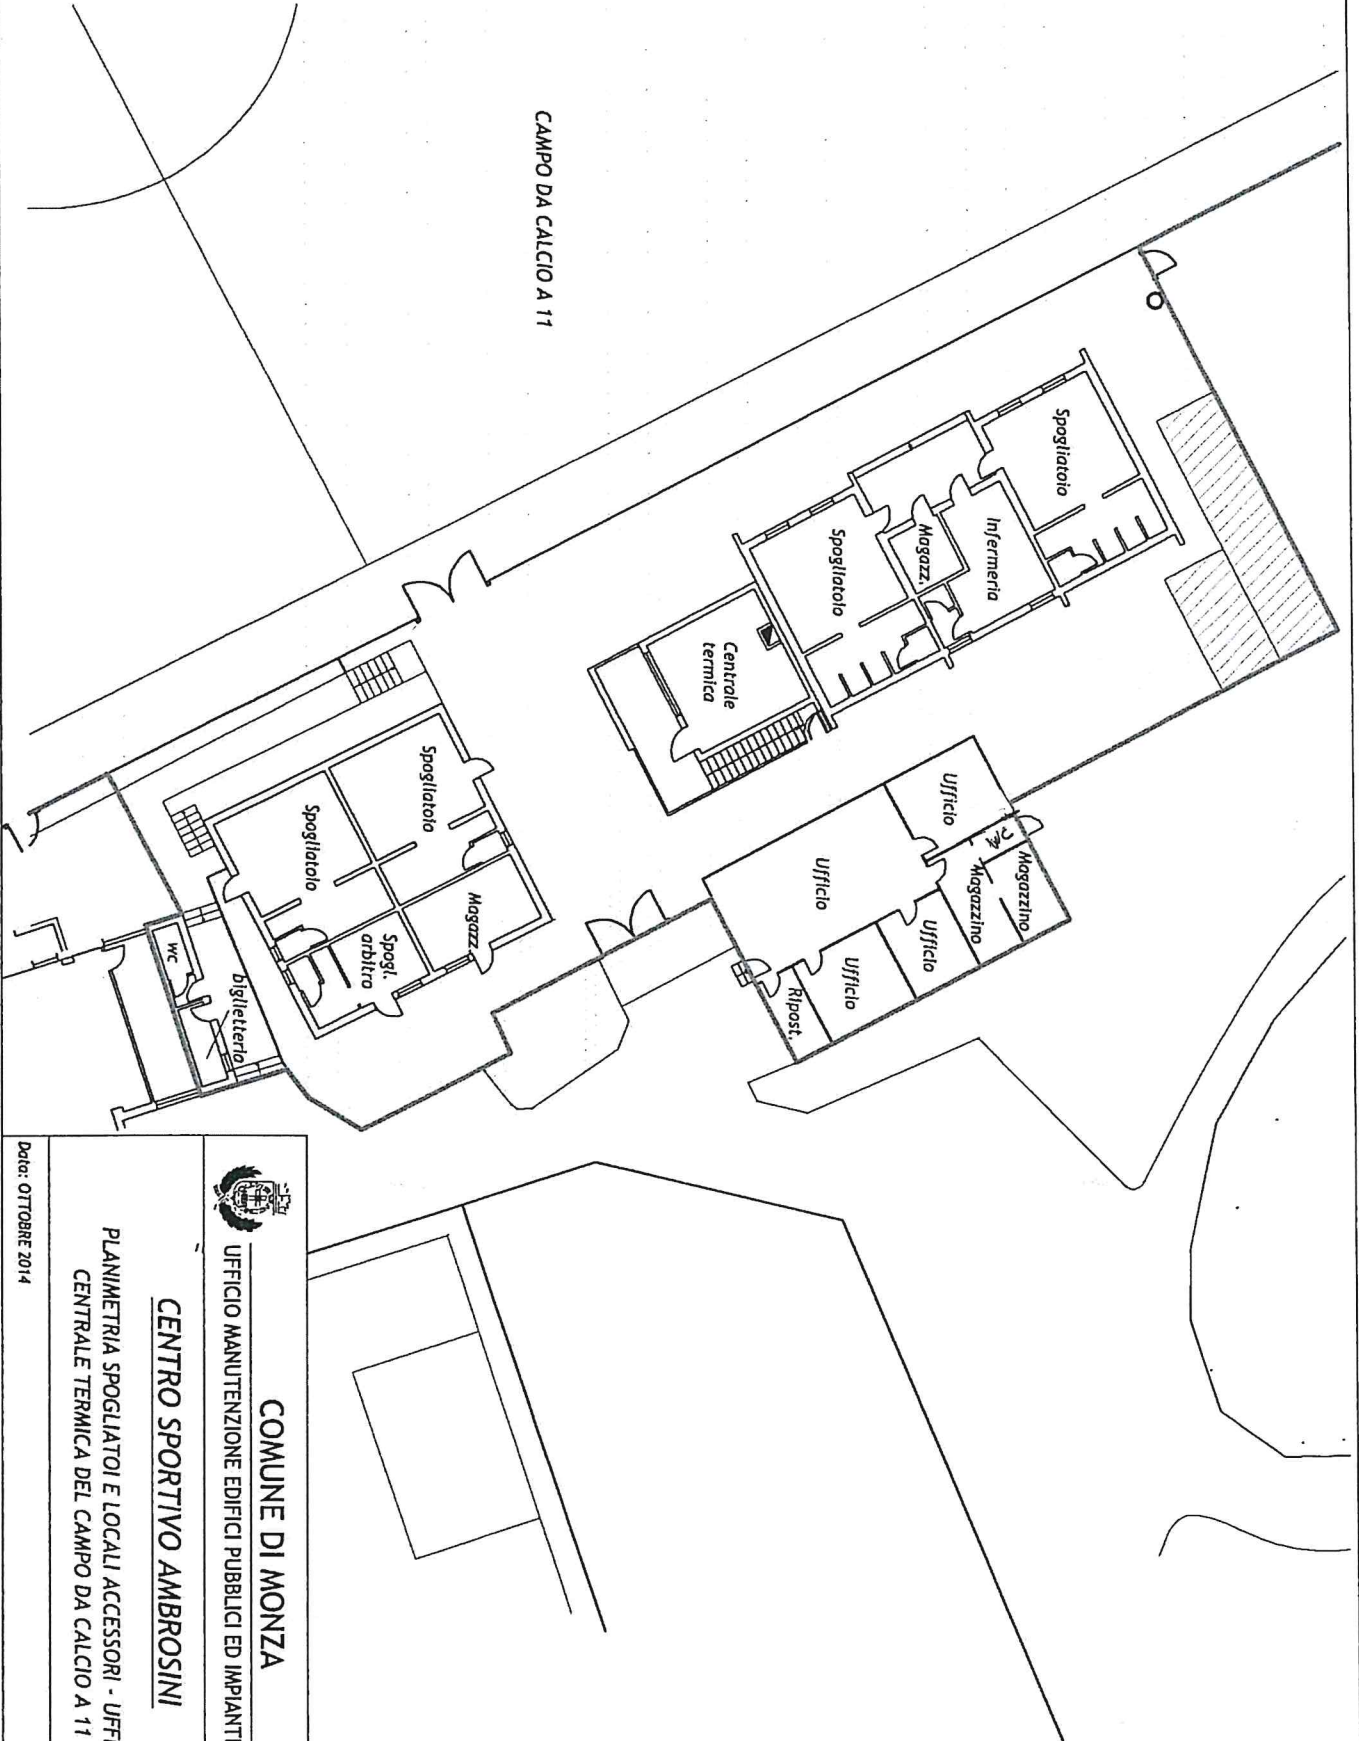 CAMPO DA CALCIO A 11
Spogliatoio
Infermeria
Magazz.
Spogliatoio
Centrale
termica
Ufficio
Magazzino
Magazzino
Ufficio
Ufficio
Ufficio
Ripost.
Spogliatoio
Spogliatoio
Magazz
Spogl.
arbitro
wc
biglietteria
COMUNE DI MONZA
UFFICIO MANUTENZIONE EDIFICI PUBBLICI ED IMPIANTI
CENTRO SPORTIVO AMBROSINI
PLANIMETRIA SPOGLIATOI E LOCALI ACCESSORI - UFFI
CENTRALE TERMICA DEL CAMPO DA CALCIO A 11
Data: OTTOBRE 2014